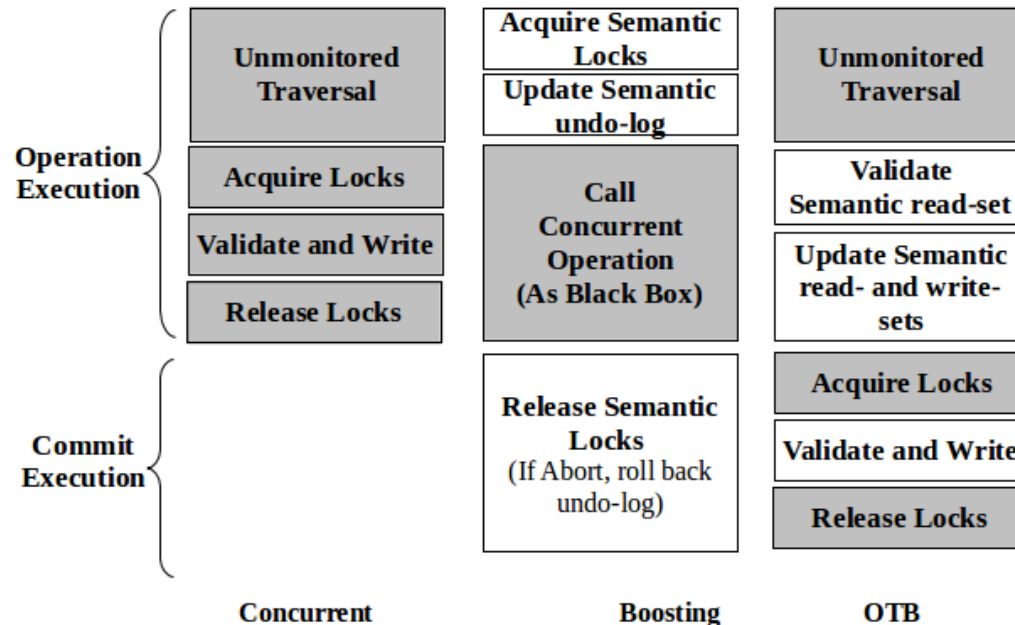 Operation
Execution
Commit
Execution
Unmonitored
Traversal
Acquire Locks
Validate and Write
Release Locks
Concurrent
Acquire Semantic
Locks
Update Semantic
undo-log
Call
Concurrent
Operation
(As Black Box)
Release Semantic
Locks
(If Abort, roll back
undo-log)
Boosting
Unmonitored
Traversal
Validate
Semantic read-set
Update Semantic
read- and write-
sets
Acquire Locks
Validate and Write
Release Locks
OTB